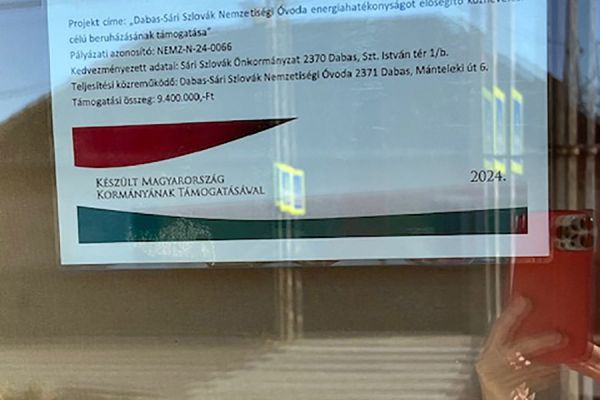 Projekt címe: „Dabas-Sári Szlovák Nemzetiségi Óvoda energiahatékonyságot elősegítő
célú beruházásának támogatása"
Pályázati azonosító: NEMZ-N-24-0066
Kedvezményezett adatai: Sári Szlovák Önkormányzat 2370 Dabas, Szt. István tér 1/b.
Teljesítési közreműködő: Dabas-Sári Szlovák Nemzetiségi Óvoda 2371 Dabas, Mánteleki út 6.
Támogatási összeg: 9.400.000,-Ft
KÉSZÜLT MAGYARORSZÁG
KORMÁNYÁNAK TÁMOGATÁSÁVAL
2024.